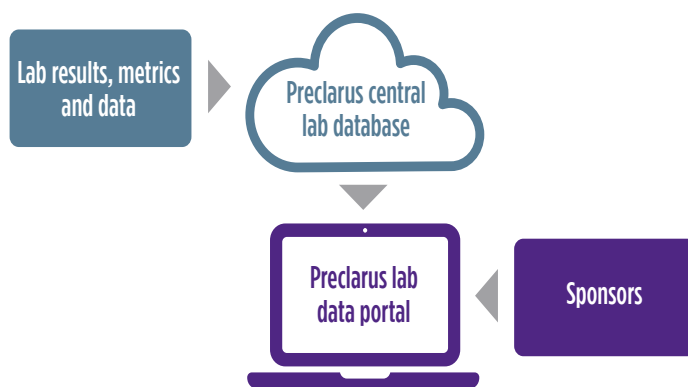 Lab results, metrics
and data
Preclarus central
lab database
Preclarus lab
data portal
Sponsors